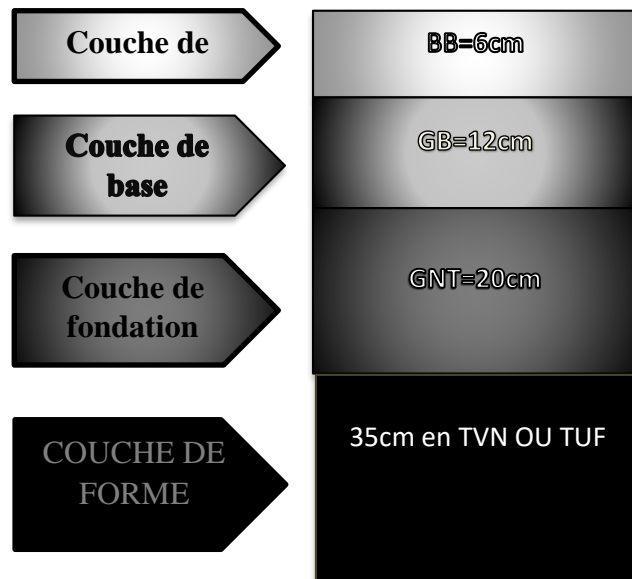 Couche de
BB=6cm
Couche de
base
GB=12cm
Couche de
fondation
GNT=20cm
COUCHE DE
FORME
35cm en TVN OU TUF